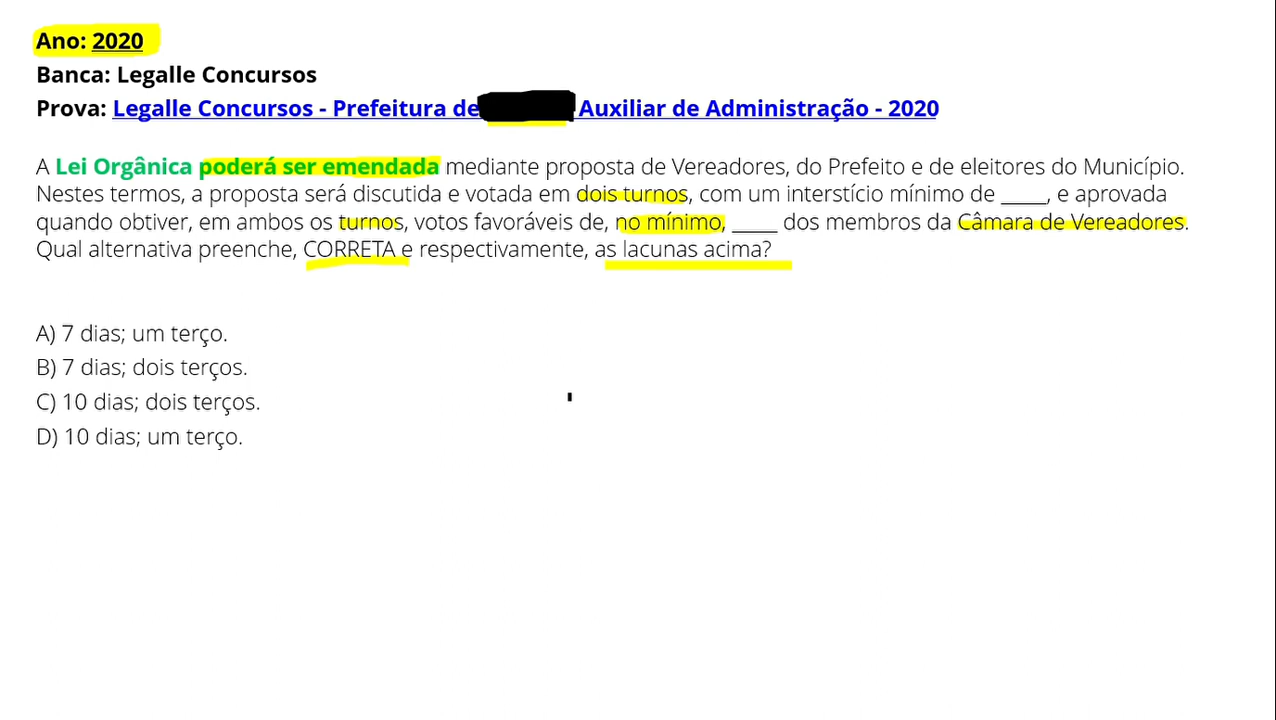 Ano: 2020
Banca: Legalle Concursos
Prova: Legalle Concursos - Prefeitura de Auxiliar de Administração - 2020
A Lei Orgânica poderá ser emendada mediante proposta de Vereadores, do Prefeito e de eleitores do Município.
Nestes termos, a proposta será discutida e votada em dois turnos, com um interstício mínimo de _____, e aprovada
quando obtiver, em ambos os turnos, votos favoráveis de, no mínimo, _____ dos membros da Câmara de Vereadores.
Qual alternativa preenche, CORRETA e respectivamente, as lacunas acima?
A) 7 dias; um terço.
B) 7 dias; dois terços.
C) 10 dias; dois terços.
D) 10 dias; um terço.